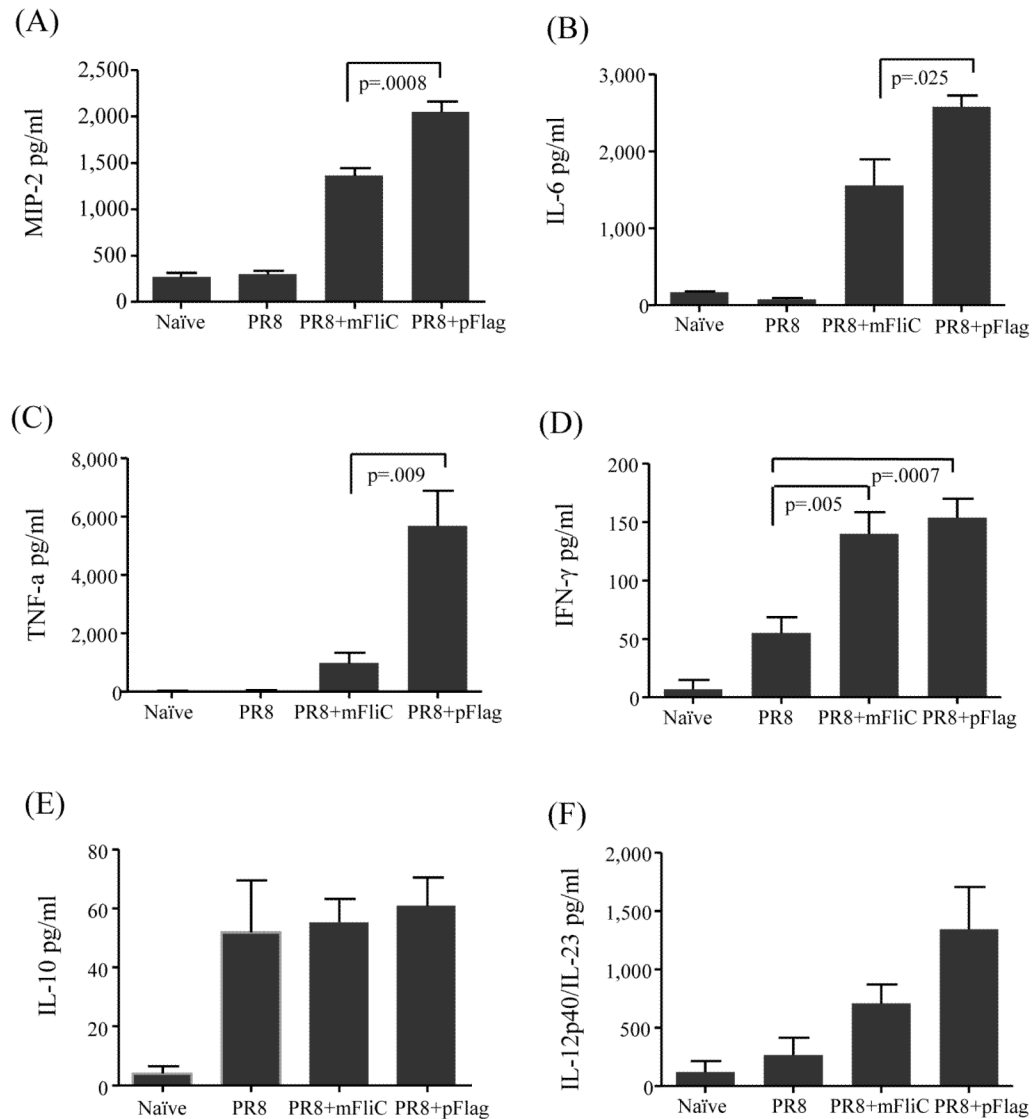 (A)
MIP-2 pg/ml
2,500
2,000
1,500
1,000
500
0
p=.0008
Naïve PR8 PR8+mFliC PR8+pFlag
(B)
IL-6 pg/ml
3,000
2,000
1,000
0
p=.025
Naïve PR8 PR8+mFliC PR8+pFlag
(C)
TNF-a pg/ml
8,000
6,000
4,000
2,000
0
p=.009
Naïve PR8 PR8+mFliC PR8+pFlag
(D)
IFN-γ pg/ml
200
150
100
50
0
p=.0007
p=.005
Naïve PR8 PR8+mFliC PR8+pFlag
(E)
IL-10 pg/ml
80
60
40
20
0
Naïve PR8 PR8+mFliC PR8+pFlag
(F)
IL-12p40/IL-23 pg/ml
2,000
1,500
1,000
500
0
Naïve PR8 PR8+mFliC PR8+pFlag